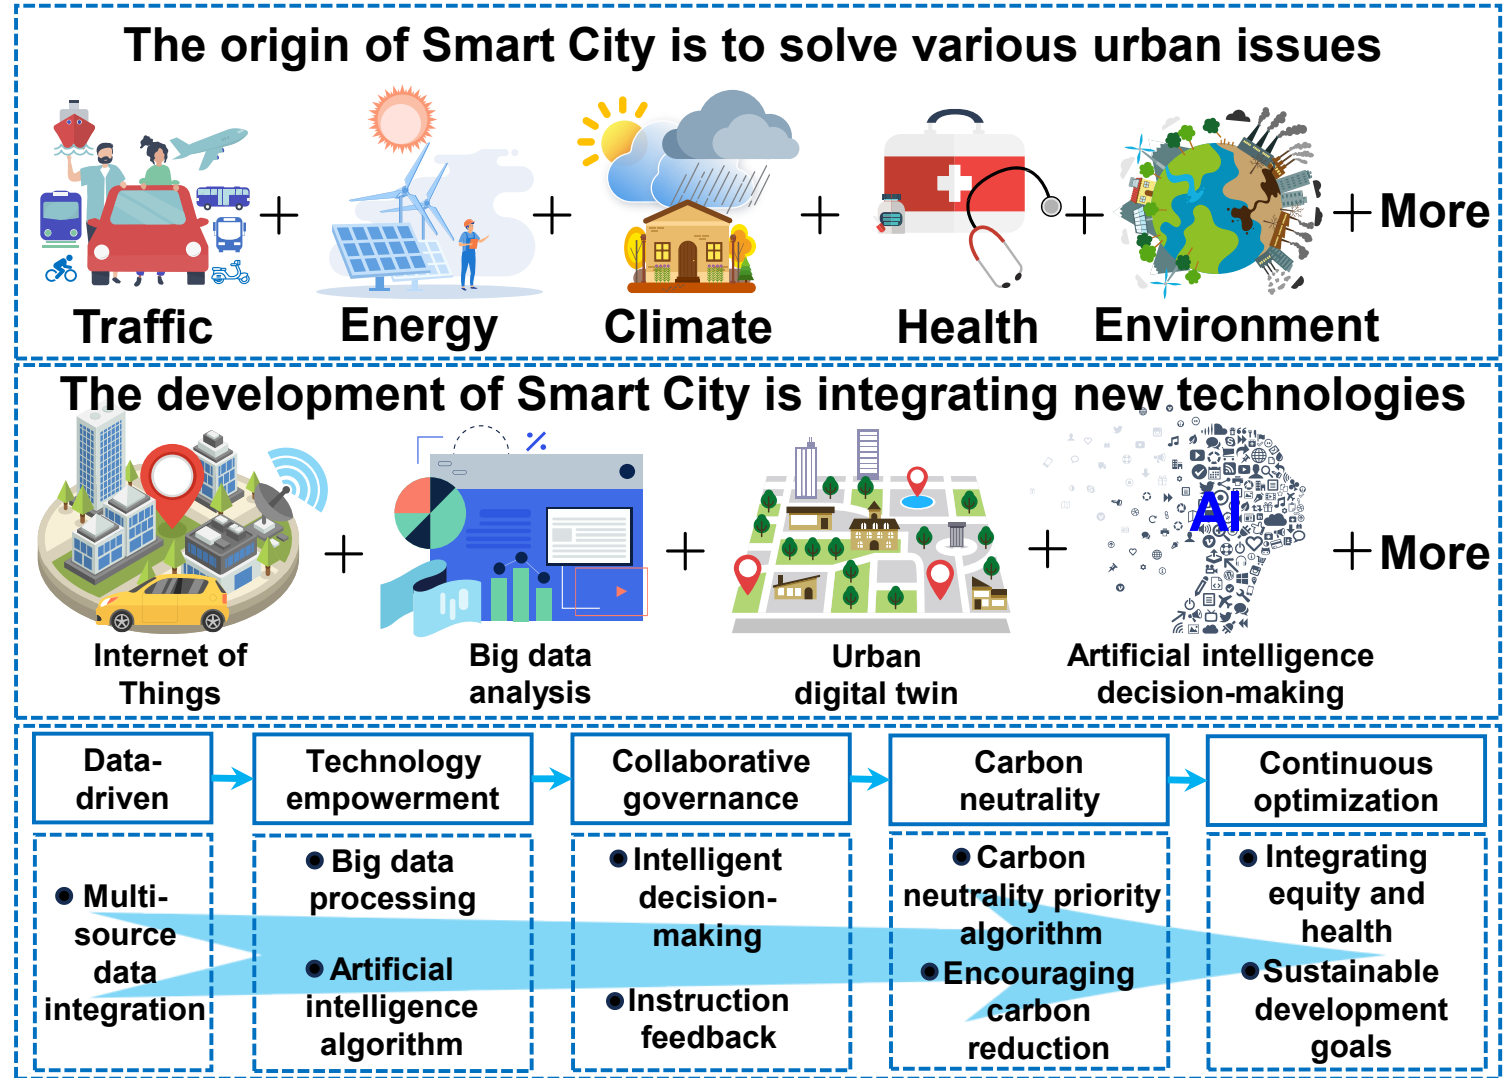 The origin of Smart City is to solve various urban issues
+ + + + + More
Traffic Energy Climate Health Environment
The development of Smart City is integrating new technologies
%
AI
+ + + + More
Internet of
Things
Big data
analysis
Urban
digital twin
Artificial intelligence
decision-making
Data-
driven
Technology
empowerment
Collaborative
governance
Carbon
neutrality
Continuous
optimization
Multi-
source
data
integration
Big data
processing
Artificial
intelligence
algorithm
Intelligent
decision-
making
Instruction
feedback
Carbon
neutrality priority
algorithm
Encouraging
carbon
reduction
Integrating
equity and
health
Sustainable
development
goals